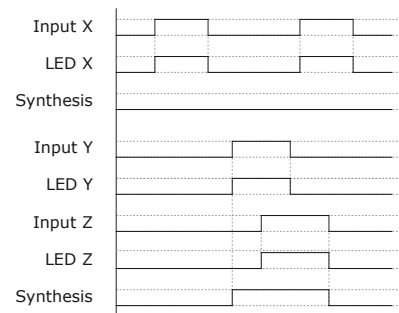 Input X
LED X
Synthesis
Input Y
LED Y
Input Z
LED Z
Synthesis